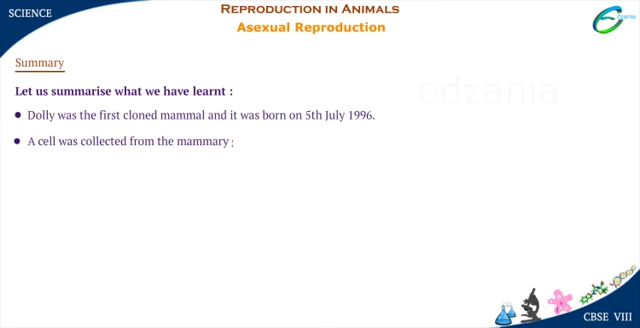 SCIENCE
REPRODUCTION IN ANIMALS
Asexual Reproduction
edzania
Summary
Let us summarise what we have learnt :
edzania
Dolly was the first cloned mammal and it was born on 5th July 1996.
A cell was collected from the mammary
CBSE VIII